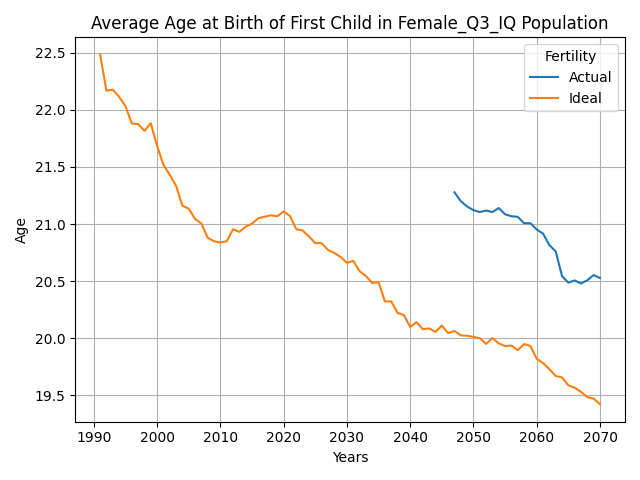 Average Age at Birth of First Child in Female_Q3_IQ Population
Fertility
Actual
Ideal
Age
22.5
22.0
21.5
21.0
20.5
20.0
19.5
1990 2000 2010 2020 2030 2040 2050 2060 2070
Years